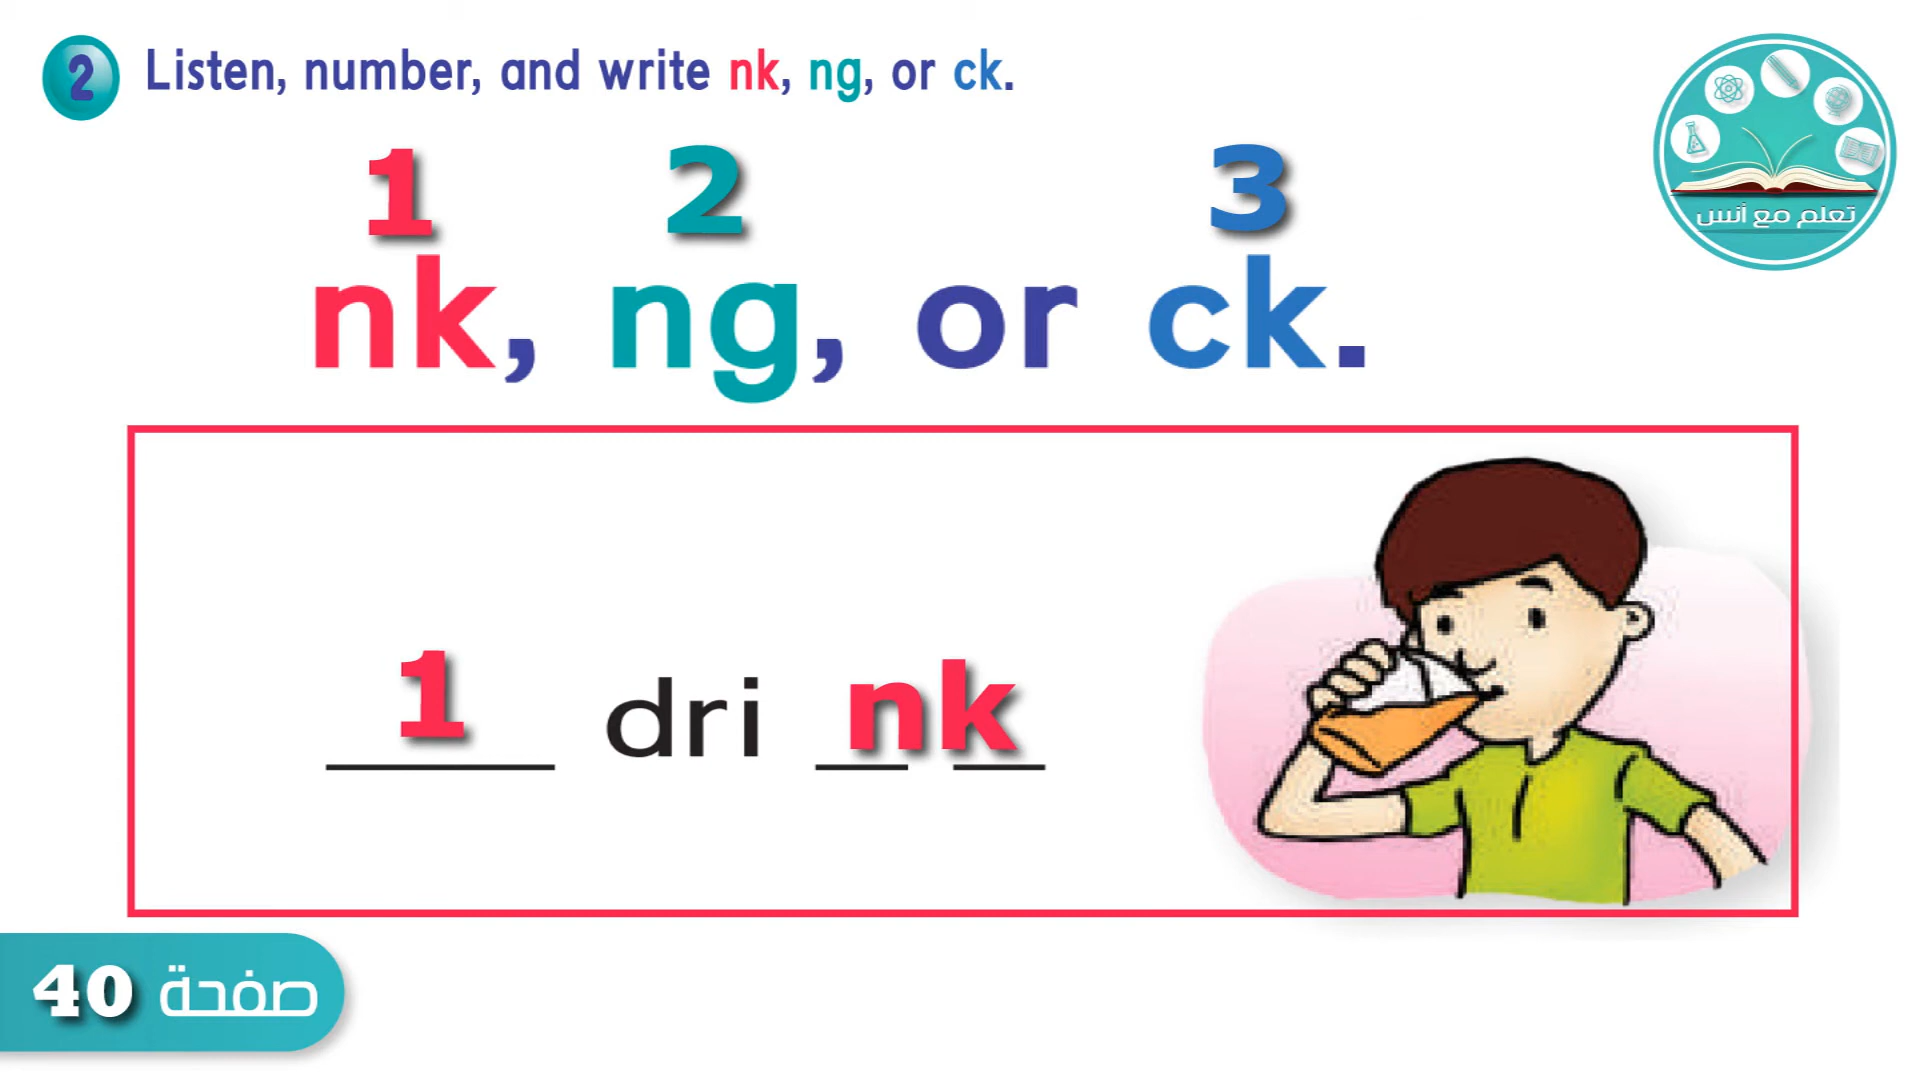 2 Listen, number, and write nk, ng, or ck.
تعلم مع أنس
1 2 3
nk, ng, or ck.
1 dri nk
صفحة 40